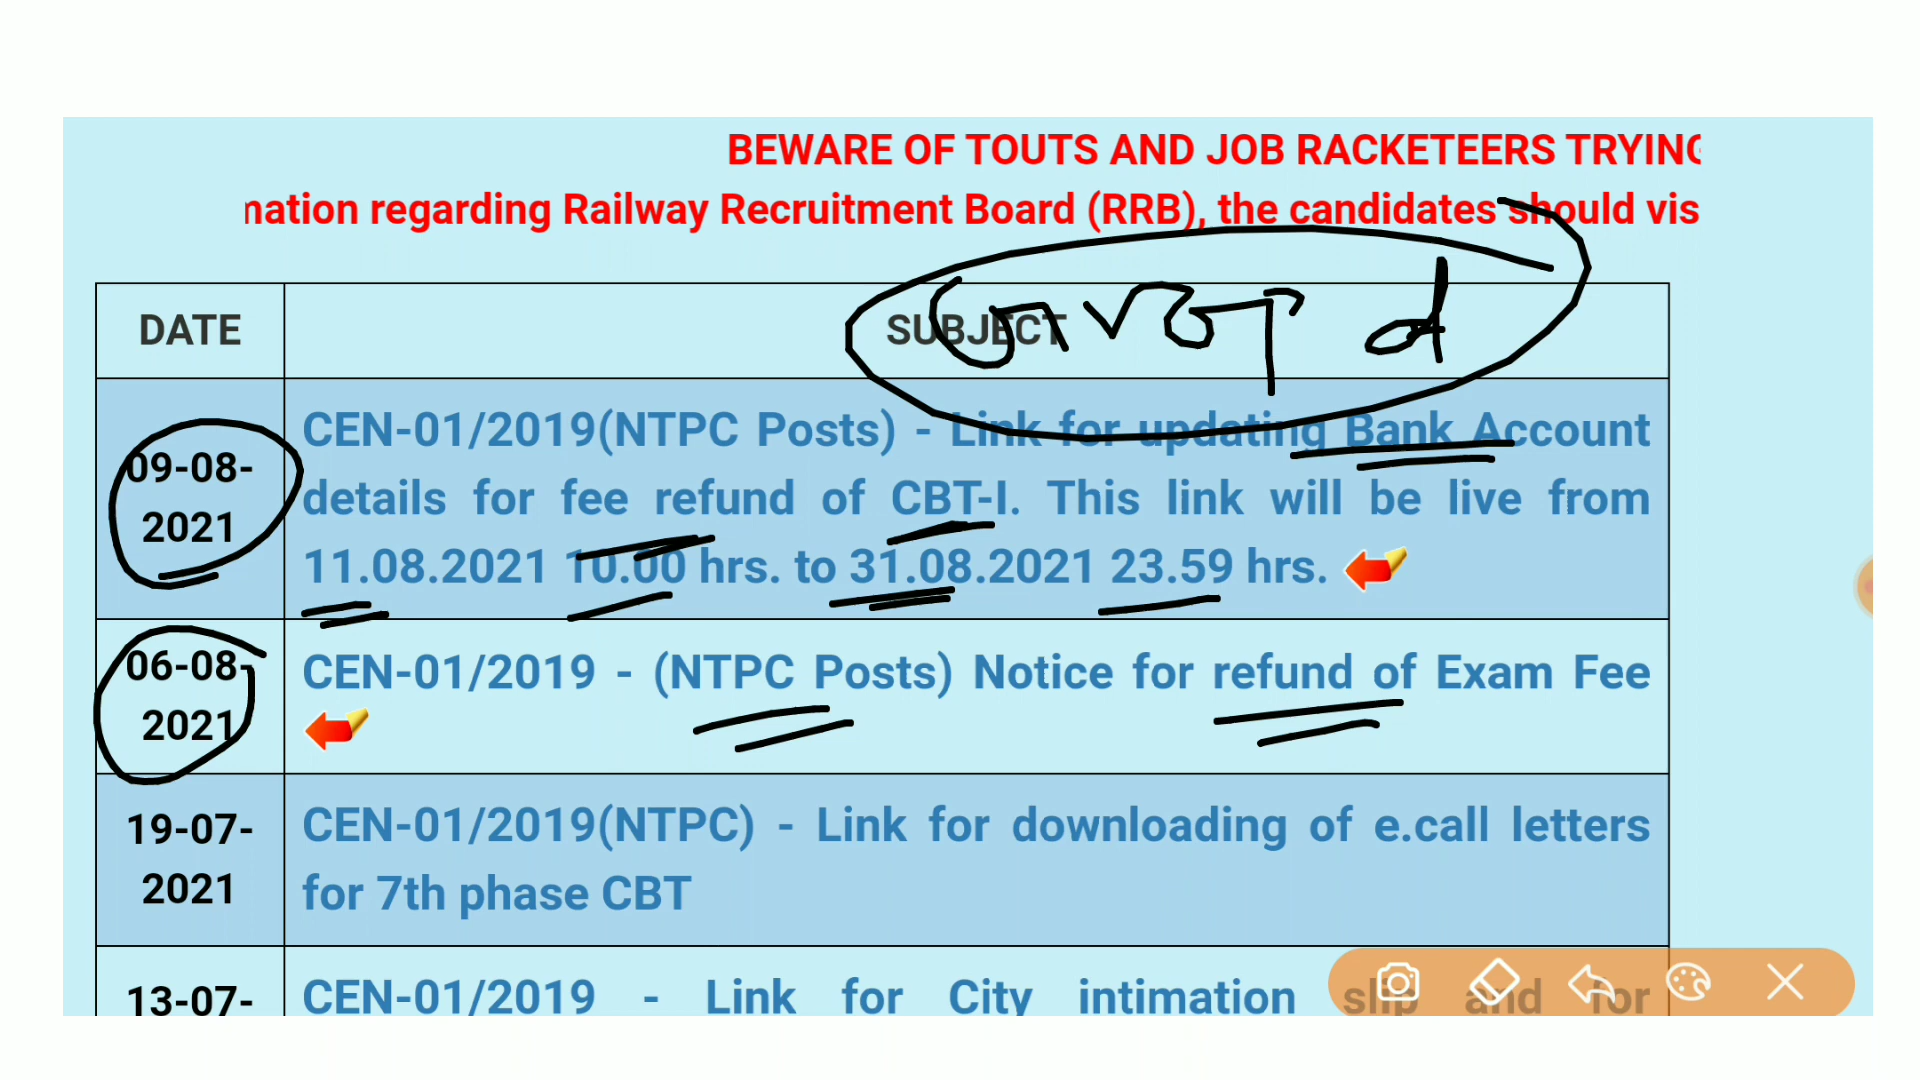 BEWARE OF TOUTS AND JOB RACKETEERS TRYING
mation regarding Railway Recruitment Board (RRB), the candidates should vis
DATE SUBJECT
09-08-2021
CEN-01/2019(NTPC Posts) - Link for updating Bank Account
details for fee refund of CBT-I. This link will be live from
11.08.2021 10.00 hrs. to 31.08.2021 23.59 hrs.
06-08-2021
CEN-01/2019 - (NTPC Posts) Notice for refund of Exam Fee
19-07-2021
CEN-01/2019(NTPC) - Link for downloading of e.call letters
for 7th phase CBT
13-07-
CEN-01/2019 - Link for City intimation slip and for